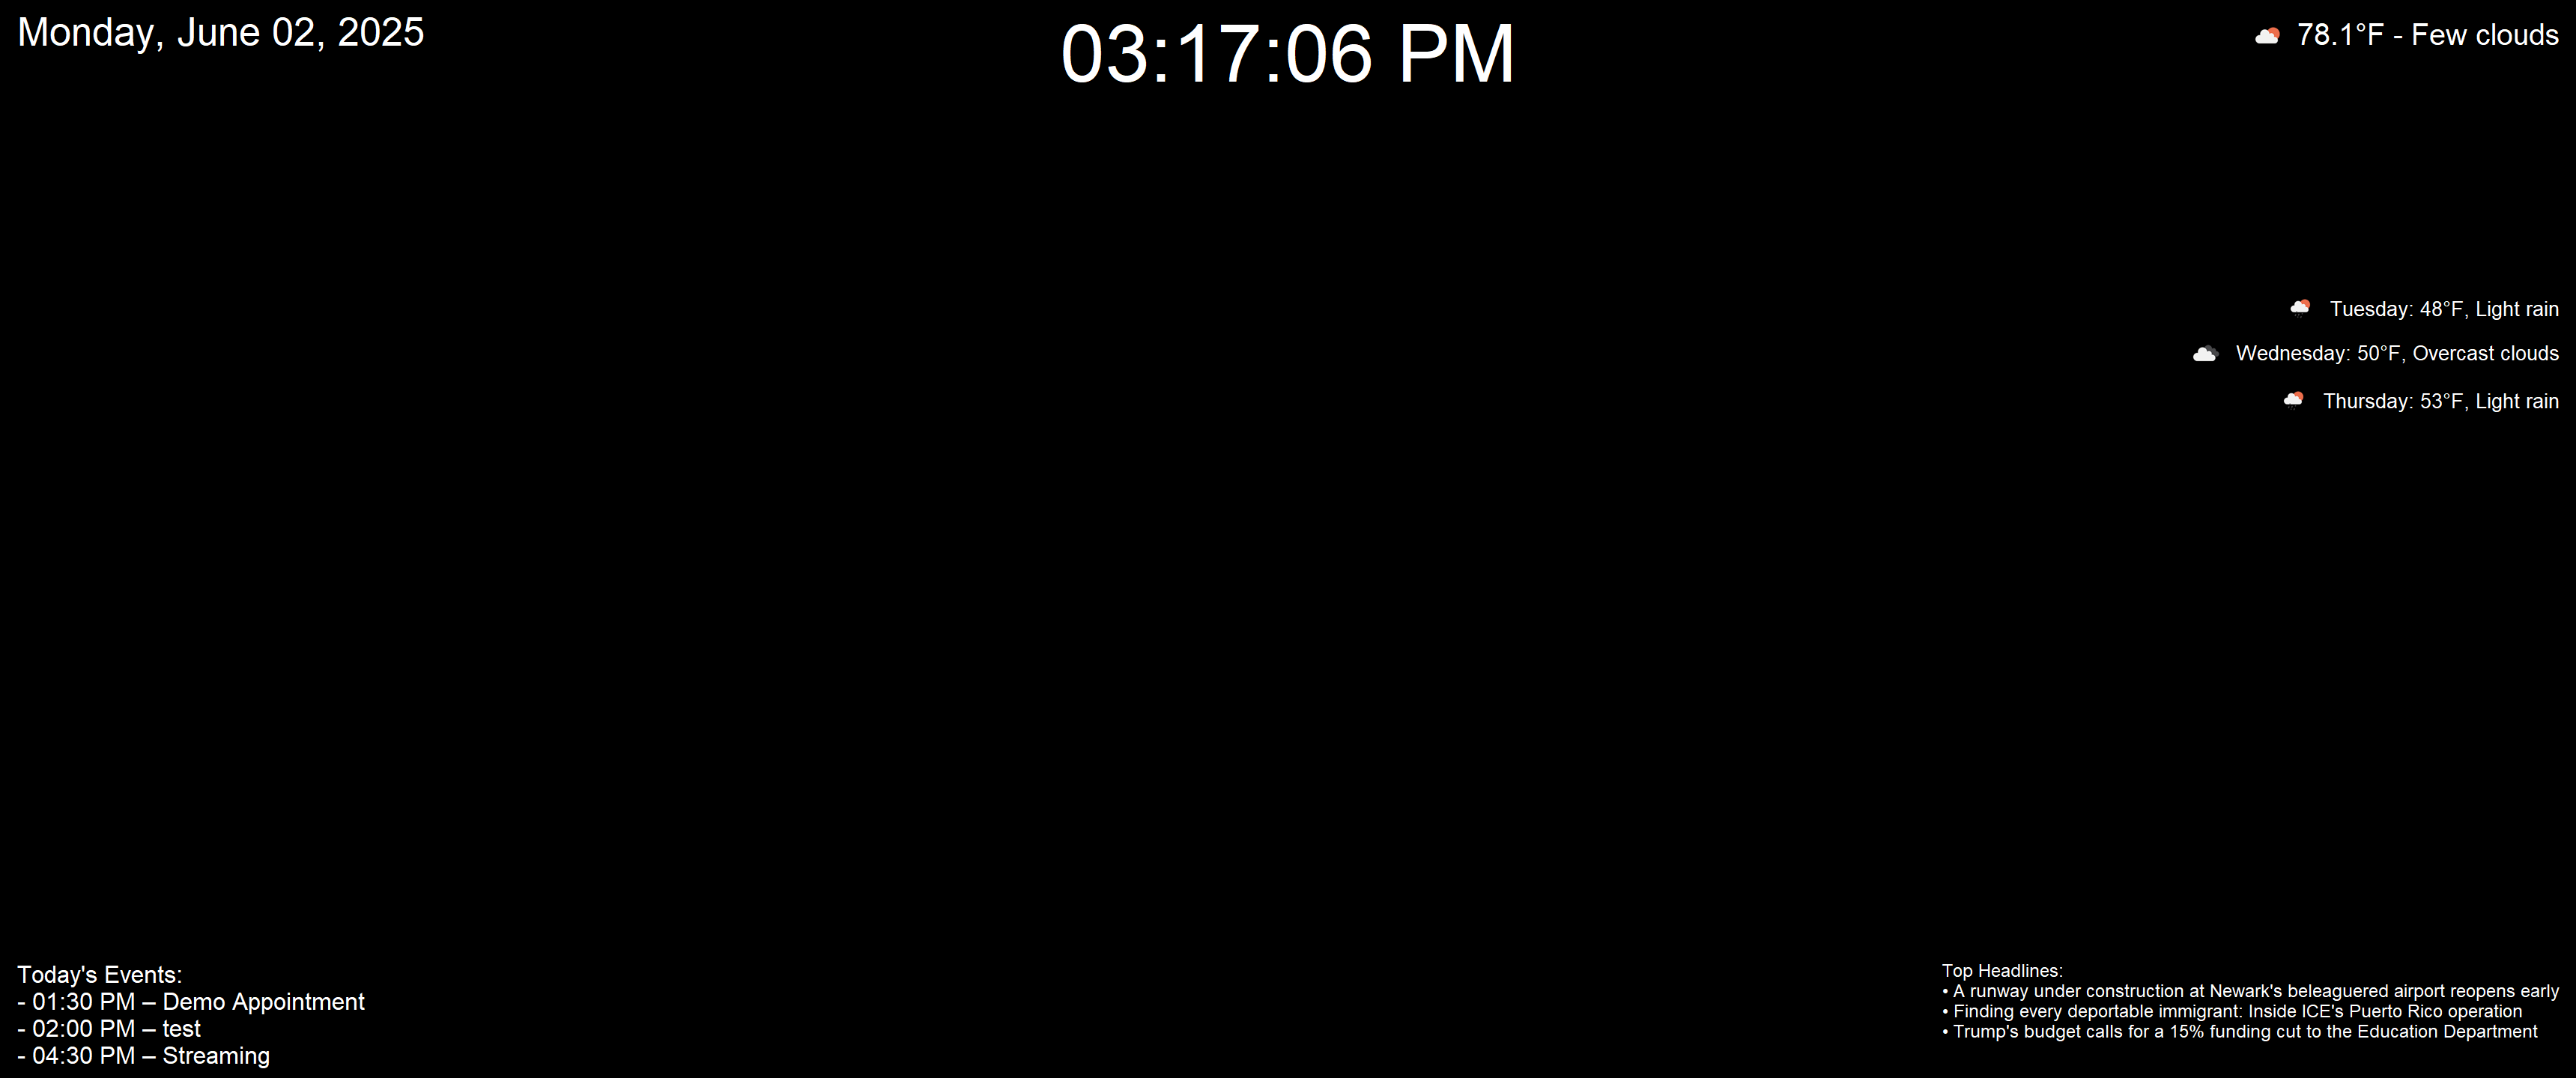 Monday, June 02, 2025
03:17:06 PM
78.1°F - Few clouds
Tuesday: 48°F, Light rain
Wednesday: 50°F, Overcast clouds
Thursday: 53°F, Light rain
Today's Events:
- 01:30 PM – Demo Appointment
- 02:00 PM – test
- 04:30 PM – Streaming
Top Headlines:
• A runway under construction at Newark's beleaguered airport reopens early
• Finding every deportable immigrant: Inside ICE's Puerto Rico operation
• Trump's budget calls for a 15% funding cut to the Education Department